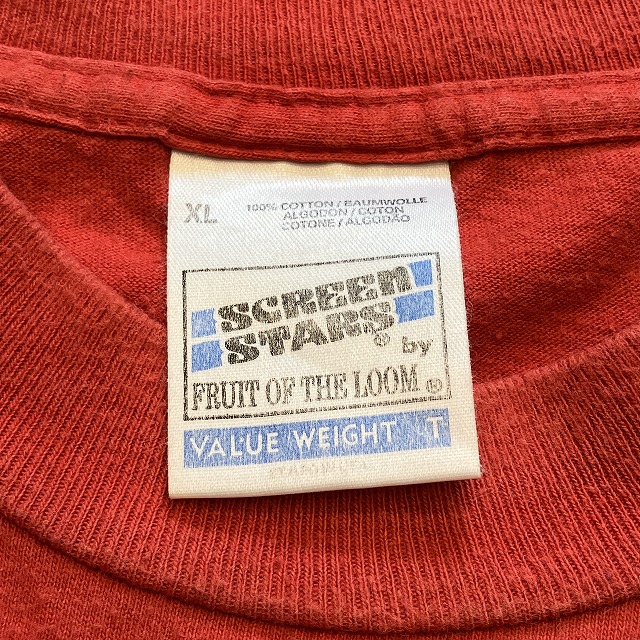 XL
100% COTTON / BAUMWOLLE
ALGODON / COTON
COTONE / ALGODÃO
SCREEN
STARS®
by
FRUIT OF THE LOOM ®
VALUE WEIGHT T